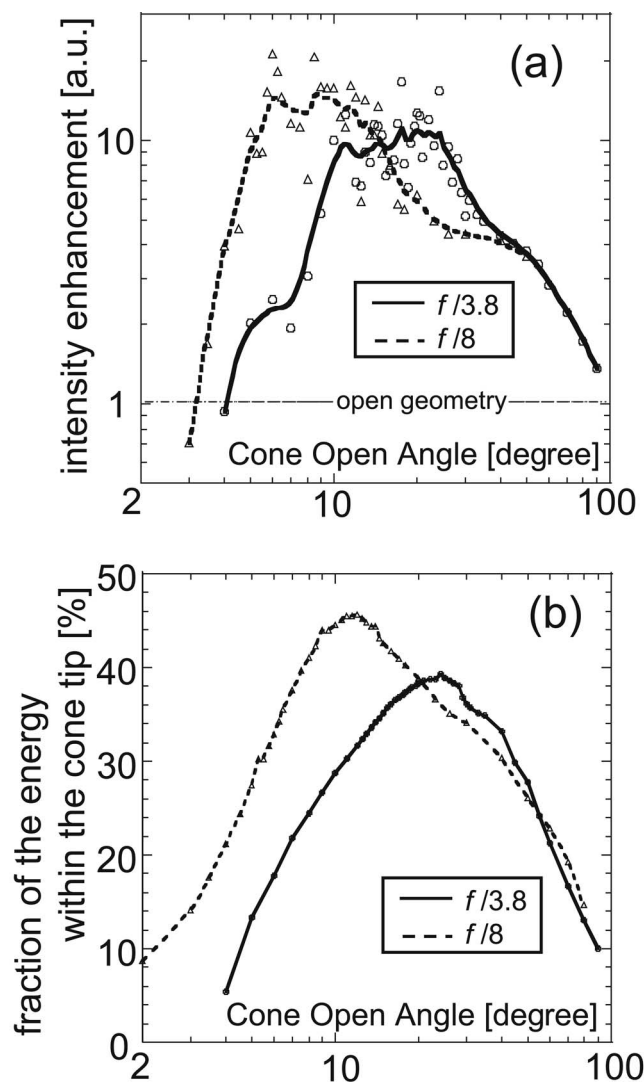 intensity enhancement [a.u.]
(a)
10
1
f /3.8
f /8
open geometry
Cone Open Angle [degree]
2
10
100
fraction of the energy
within the cone tip [%]
(b)
50
40
30
20
10
0
f /3.8
f /8
Cone Open Angle [degree]
2
10
100